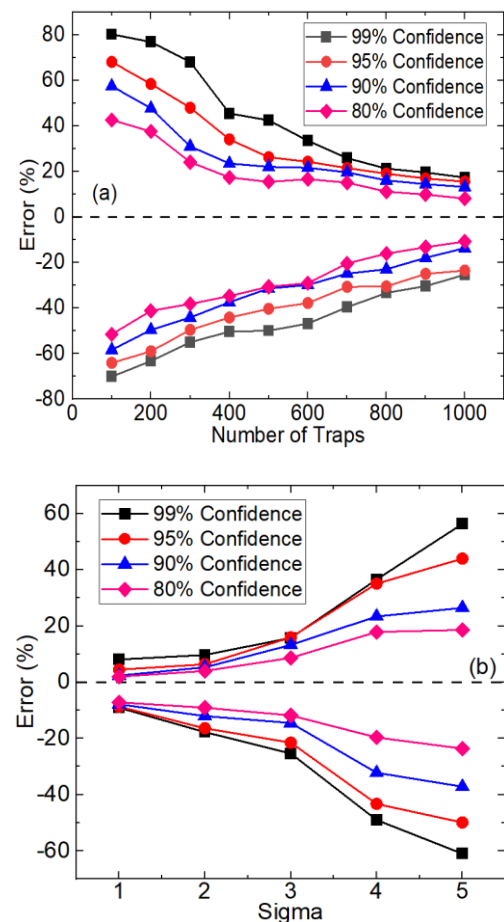 80
60
40
20
0
-20
-40
-60
-80
Error (%)
99% Confidence
95% Confidence
90% Confidence
80% Confidence
(a)
0 200 400 600 800 1000
Number of Traps
60
40
20
0
-20
-40
-60
Error (%)
99% Confidence
95% Confidence
90% Confidence
80% Confidence
(b)
1 2 3 4 5
Sigma